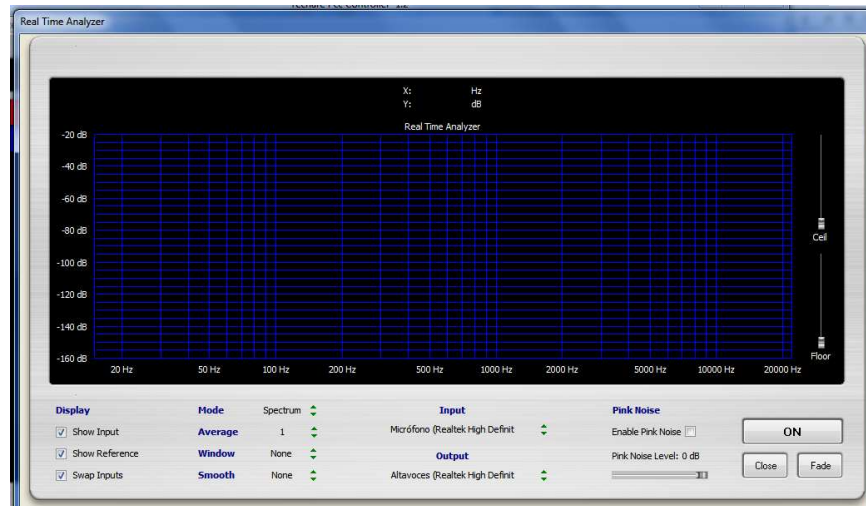 Real Time Analyzer
X: Hz
Y: dB
Real Time Analyzer
-20 dB
-40 dB
-60 dB
-80 dB
-100 dB
-120 dB
-140 dB
-160 dB
Ceil
Floor
20 Hz 50 Hz 100 Hz 200 Hz 500 Hz 1000 Hz 2000 Hz 5000 Hz 10000 Hz 20000 Hz
Display Mode Spectrum Input Pink Noise
Show Input Average 1 Micrófono (Realtek High Definit Enable Pink Noise ON
Show Reference Window None Output Pink Noise Level: 0 dB
Swap Inputs Smooth None Altavoces (Realtek High Definit Close Fade